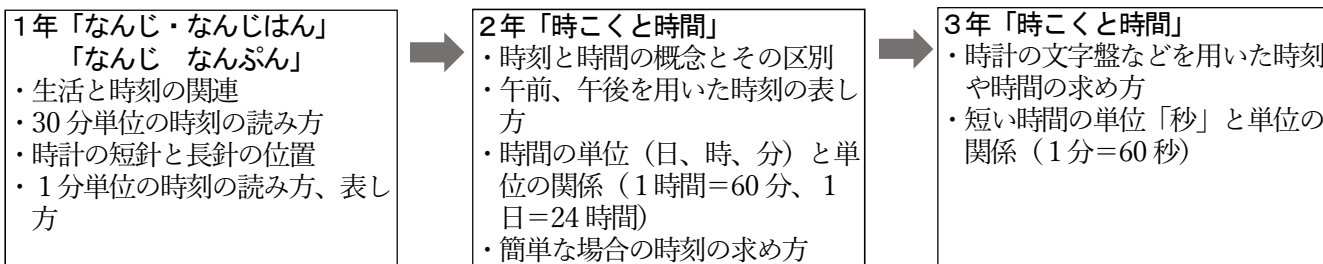 １年「なんじ・なんじはん」
「なんじ　なんぷん」
・生活と時刻の関連
・30 分単位の時刻の読み方
・時計の短針と長針の位置
・１分単位の時刻の読み方、表し
方
２年「時こくと時間」
・時刻と時間の概念とその区別
・午前、午後を用いた時刻の表し
方
・時間の単位（日、時、分）と単
位の関係（１時間＝60 分、１
日＝24 時間）
・簡単な場合の時刻の求め方
３年「時こくと時間」
・時計の文字盤などを用いた時刻
や時間の求め方
・短い時間の単位「秒」と単位の
関係（１分＝60 秒）